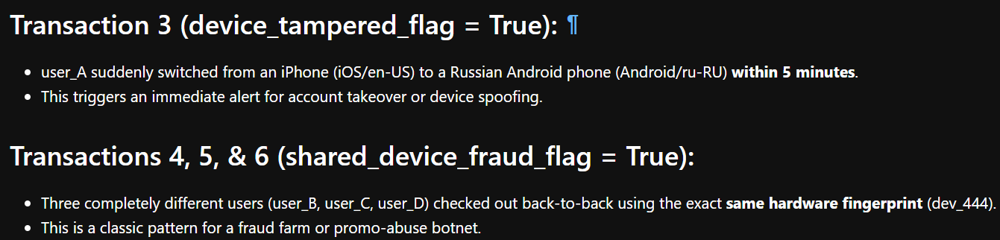 Transaction 3 (device_tampered_flag = True): ¶
• user_A suddenly switched from an iPhone (iOS/en-US) to a Russian Android phone (Android/ru-RU) within 5 minutes.
• This triggers an immediate alert for account takeover or device spoofing.
Transactions 4, 5, & 6 (shared_device_fraud_flag = True):
• Three completely different users (user_B, user_C, user_D) checked out back-to-back using the exact same hardware fingerprint (dev_444).
• This is a classic pattern for a fraud farm or promo-abuse botnet.